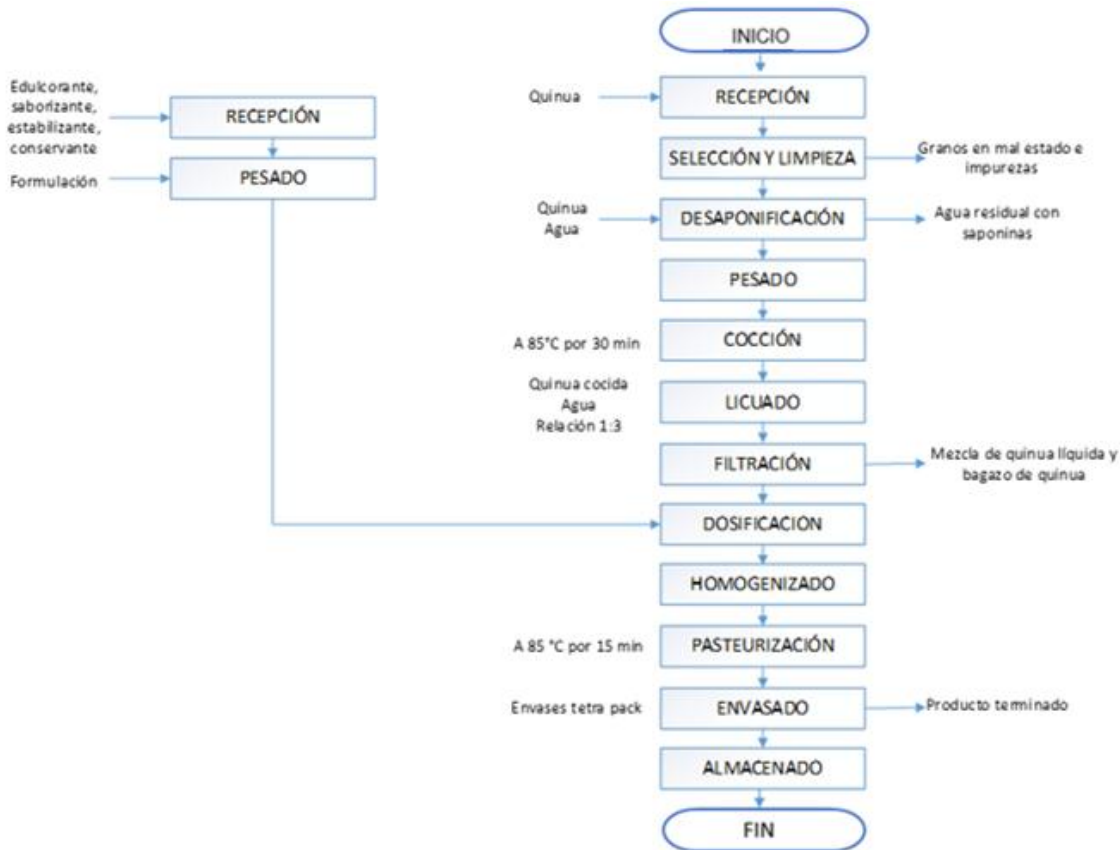 INICIO
Quinua
RECEPCIÓN
SELECCIÓN Y LIMPIEZA
Granos en mal estado e
impurezas
Quinua
Agua
DESAPONIFICACIÓN
Agua residual con
saponinas
PESADO
A 85°C por 30 min
COCCIÓN
Quinua cocida
Agua
Relación 1:3
LICUADO
FILTRACIÓN
Mezcla de quinua líquida y
bagazo de quinua
Edulcorante,
saborizante,
estabilizante,
conservante
RECEPCIÓN
Formulación
PESADO
DOSIFICACION
HOMOGENIZADO
A 85 °C por 15 min
PASTEURIZACIÓN
Envases tetra pack
ENVASADO
Producto terminado
ALMACENADO
FIN